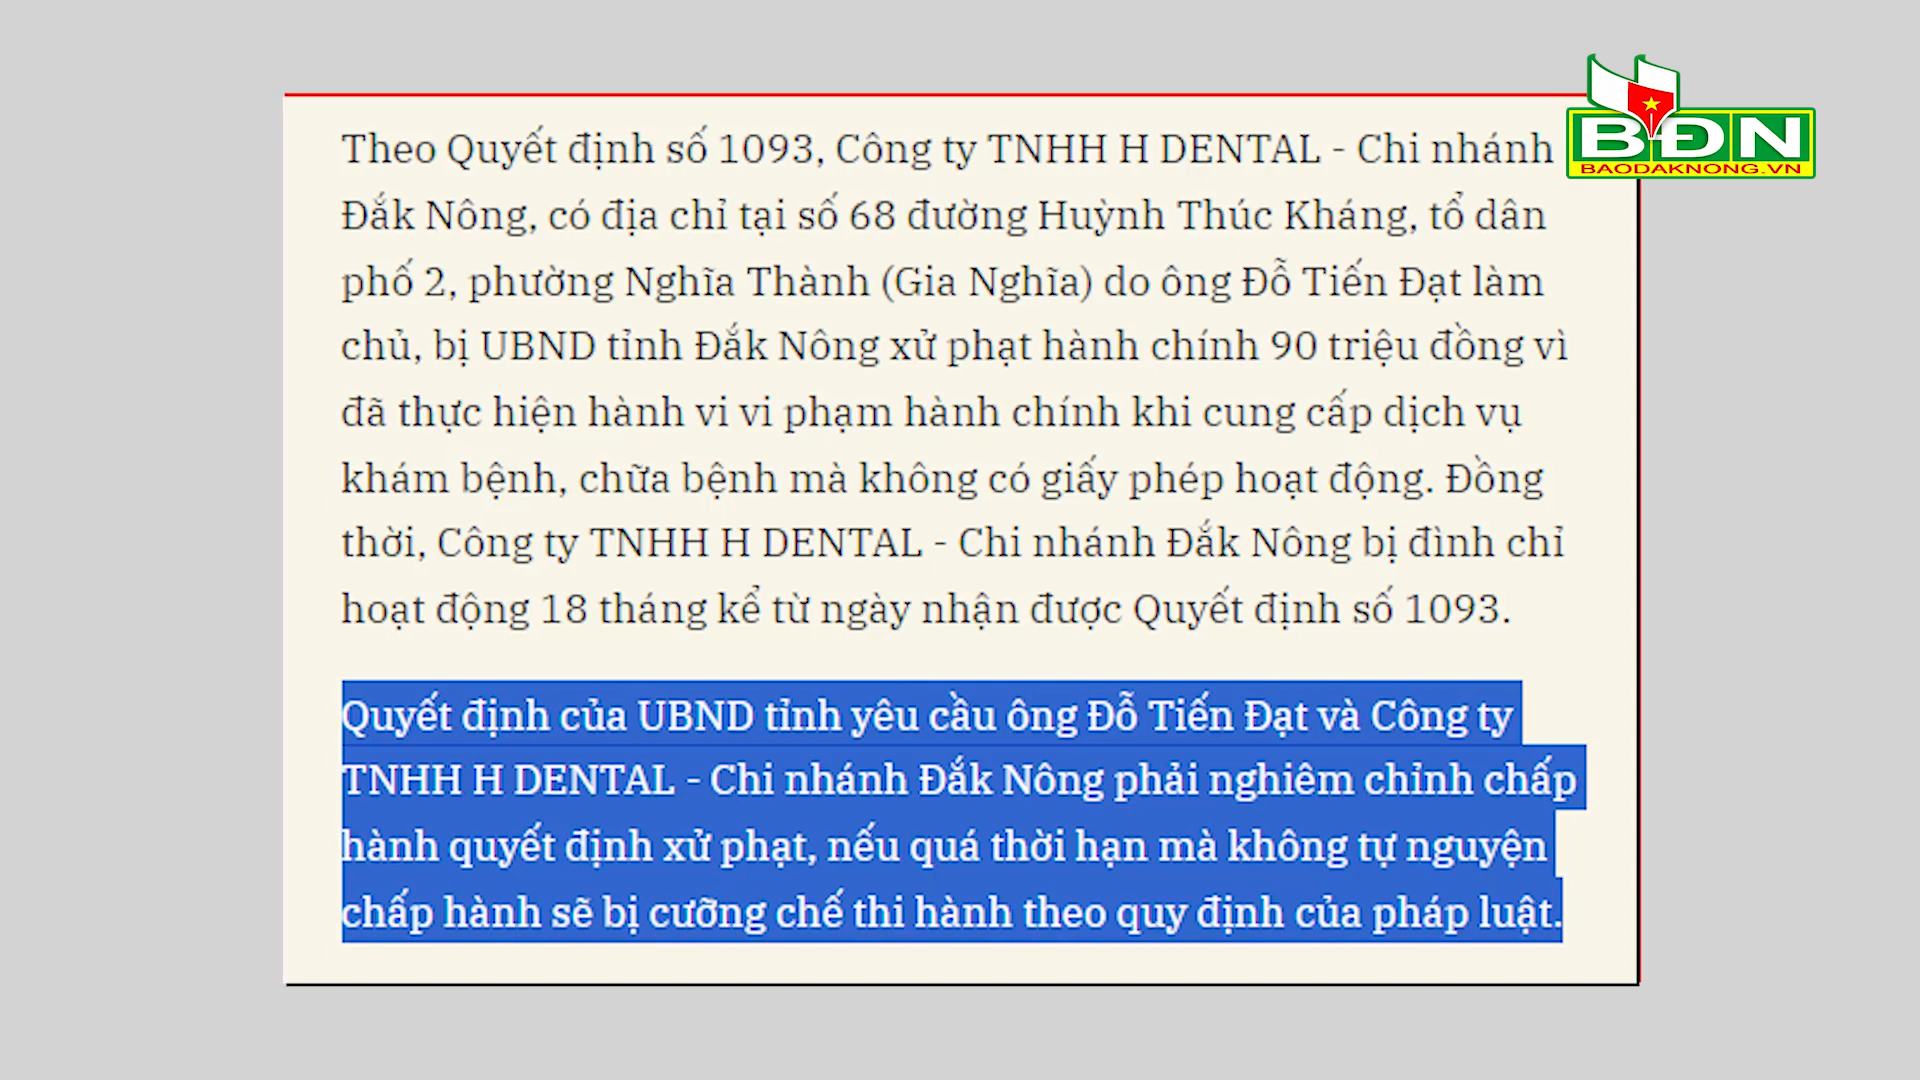 Theo Quyết định số 1093, Công ty TNHH H DENTAL - Chi nhánh
Đắk Nông, có địa chỉ tại số 68 đường Huỳnh Thúc Kháng, tổ dân
phố 2, phường Nghĩa Thành (Gia Nghĩa) do ông Đỗ Tiến Đạt làm
chủ, bị UBND tỉnh Đắk Nông xử phạt hành chính 90 triệu đồng vì
đã thực hiện hành vi vi phạm hành chính khi cung cấp dịch vụ
khám bệnh, chữa bệnh mà không có giấy phép hoạt động. Đồng
thời, Công ty TNHH H DENTAL - Chi nhánh Đắk Nông bị đình chỉ
hoạt động 18 tháng kể từ ngày nhận được Quyết định số 1093.
Quyết định của UBND tỉnh yêu cầu ông Đỗ Tiến Đạt và Công ty
TNHH H DENTAL - Chi nhánh Đắk Nông phải nghiêm chỉnh chấp
hành quyết định xử phạt, nếu quá thời hạn mà không tự nguyện
chấp hành sẽ bị cưỡng chế thi hành theo quy định của pháp luật.
BĐN
BAODAKNONG.VN